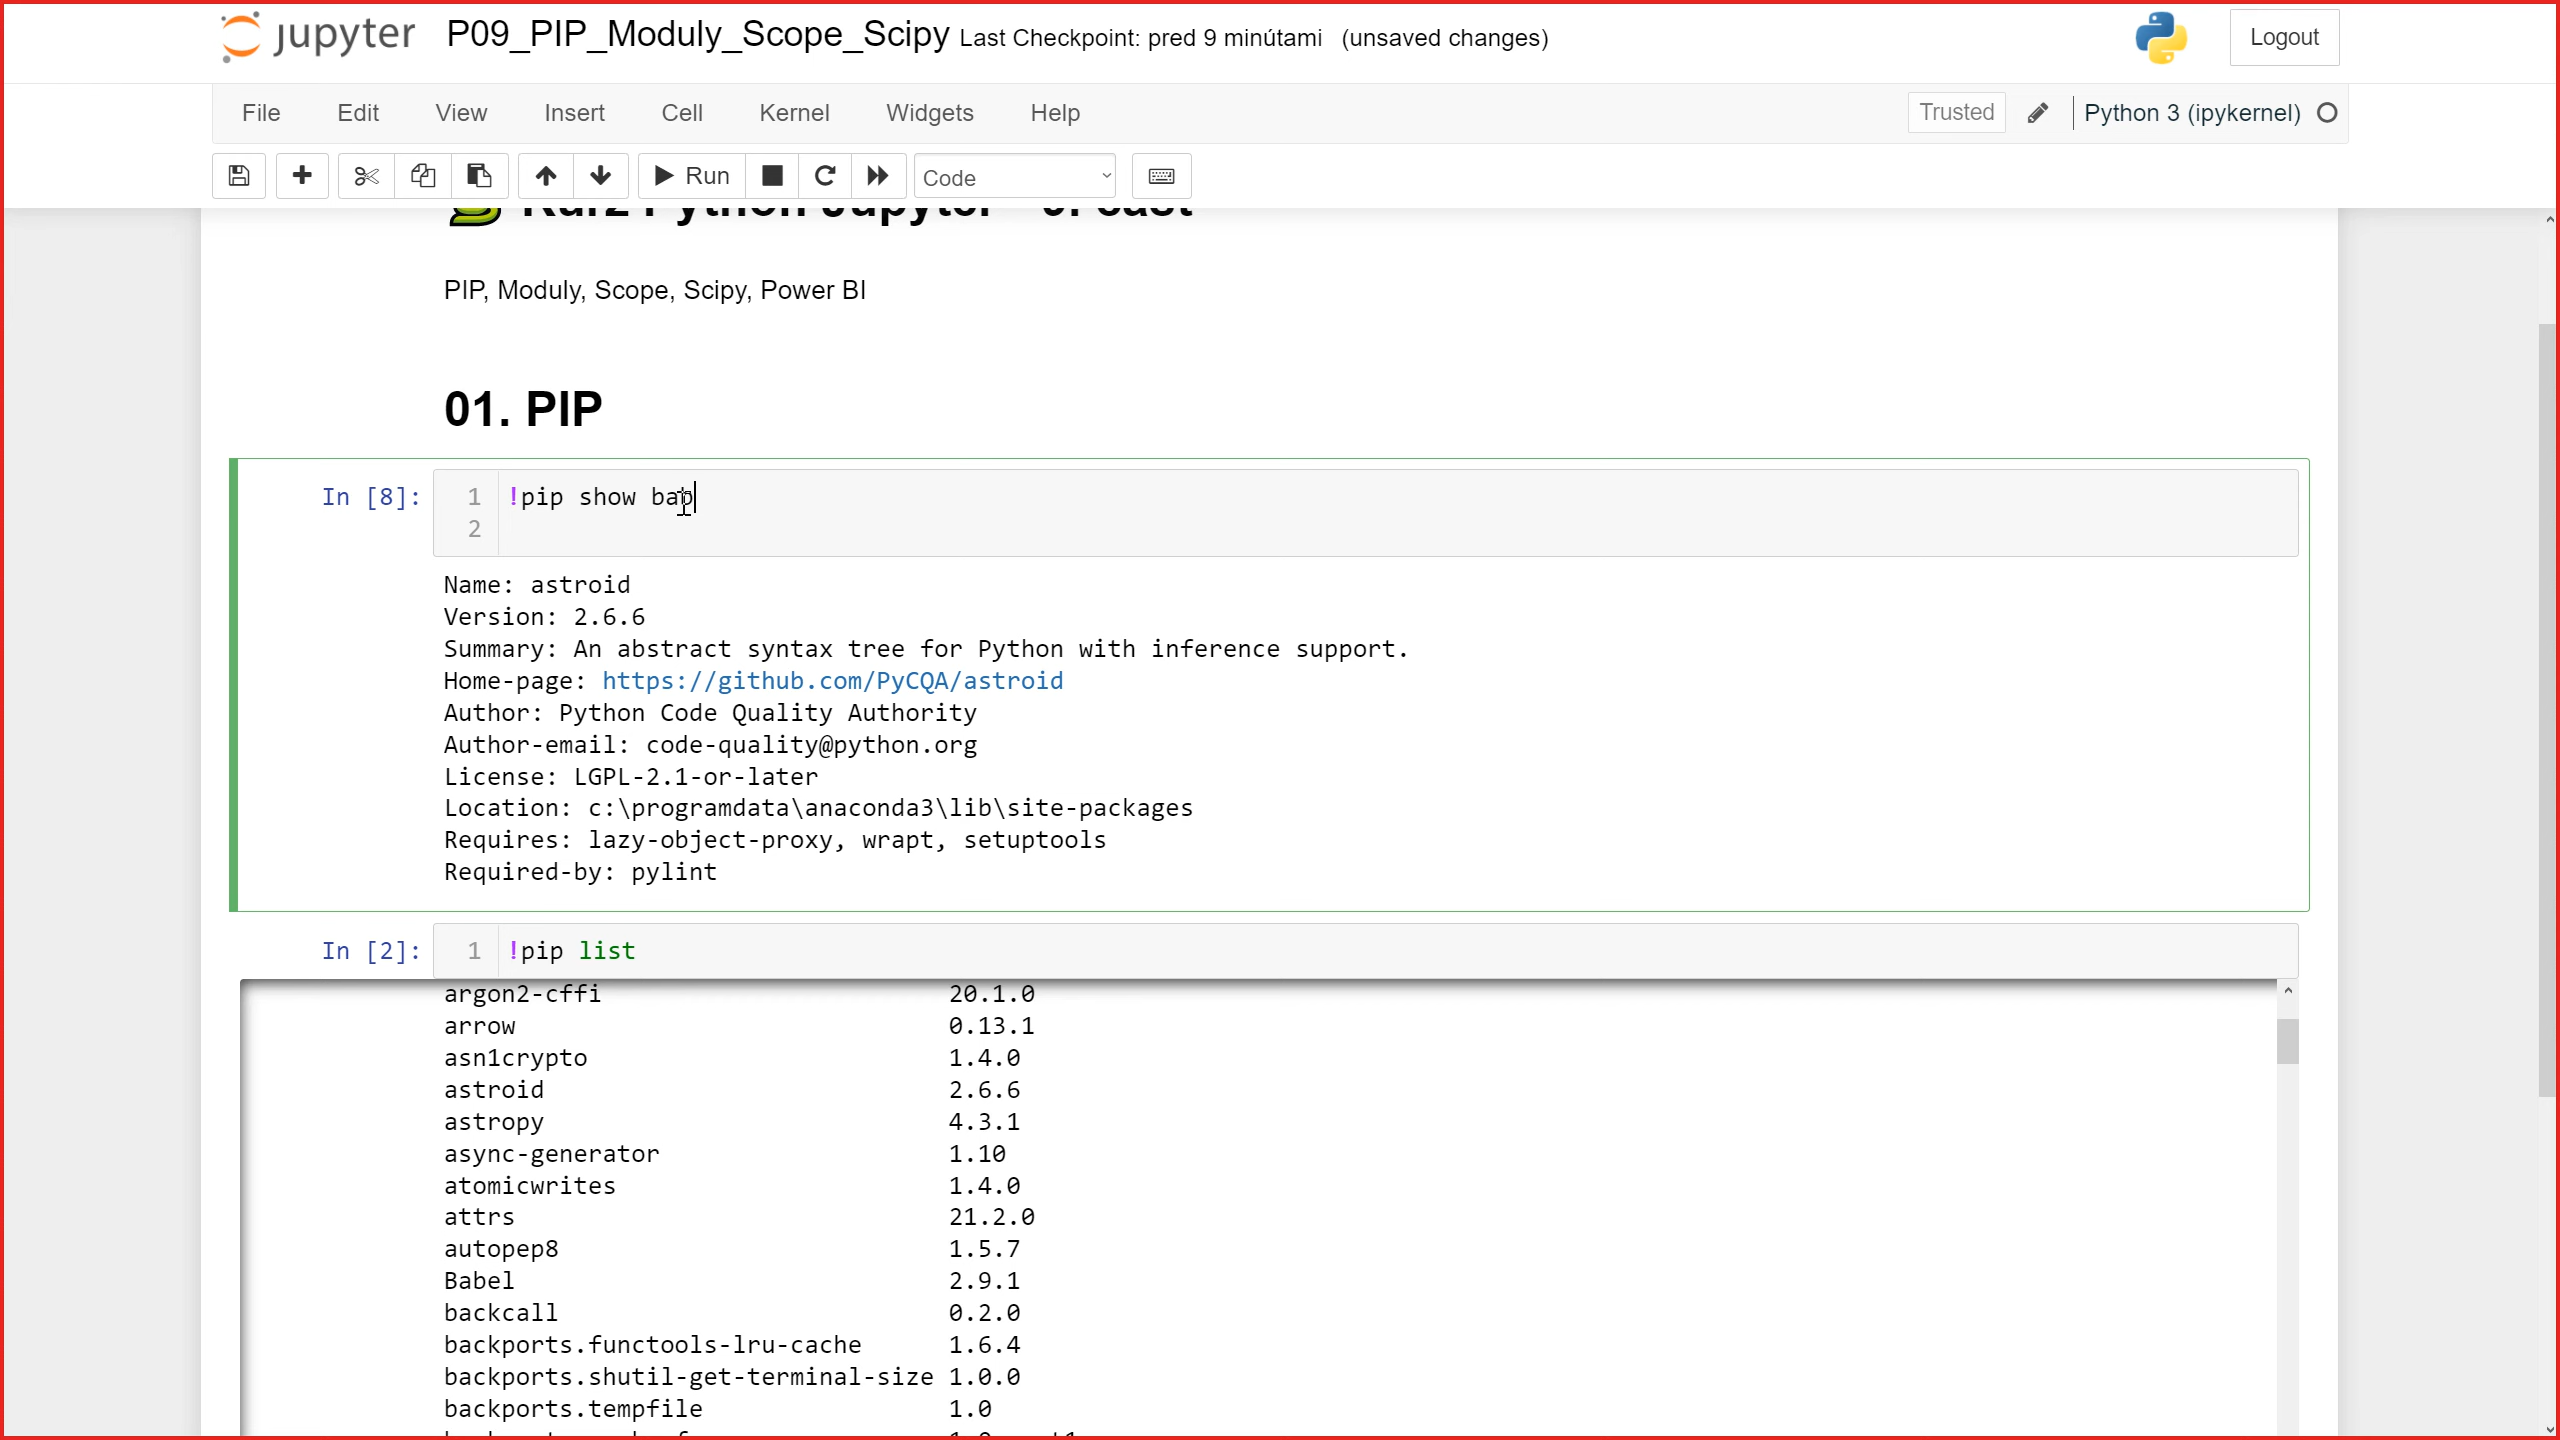 jupyter P09_PIP_Moduly_Scope_Scipy Last Checkpoint: pred 9 minútami (unsaved changes) Logout
File Edit View Insert Cell Kernel Widgets Help Trusted Python 3 (ipykernel)
Run Code
Kurz Python Jupyter
PIP, Moduly, Scope, Scipy, Power BI
01. PIP
In [8]: 1 !pip show bab
2
Name: astroid
Version: 2.6.6
Summary: An abstract syntax tree for Python with inference support.
Home-page: https://github.com/PyCQA/astroid
Author: Python Code Quality Authority
Author-email: code-quality@python.org
License: LGPL-2.1-or-later
Location: c:\programdata\anaconda3\lib\site-packages
Requires: lazy-object-proxy, wrapt, setuptools
Required-by: pylint
In [2]: 1 !pip list
argon2-cffi 20.1.0
arrow 0.13.1
asn1crypto 1.4.0
astroid 2.6.6
astropy 4.3.1
async-generator 1.10
atomicwrites 1.4.0
attrs 21.2.0
autopep8 1.5.7
Babel 2.9.1
backcall 0.2.0
backports.functools-lru-cache 1.6.4
backports.shutil-get-terminal-size 1.0.0
backports.tempfile 1.0